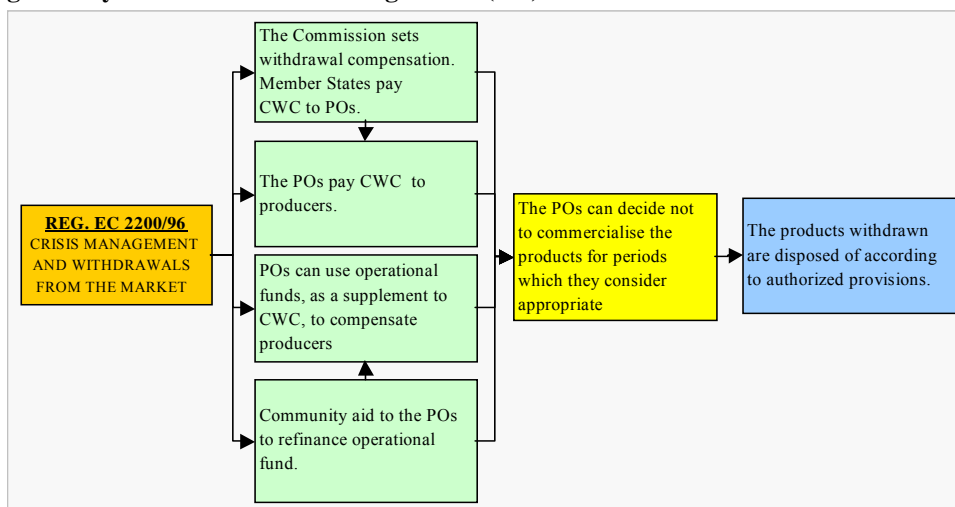 REG. EC 2200/96
CRISIS MANAGEMENT
AND WITHDRAWALS
FROM THE MARKET
The Commission sets
withdrawal compensation.
Member States pay
CWC to POs.
The POs pay CWC to
producers.
POs can use operational
funds, as a supplement to
CWC, to compensate
producers
Community aid to the POs
to refinance operational
fund.
The POs can decide not
to commercialise the
products for periods
which they consider
appropriate
The products withdrawn
are disposed of according
to authorized provisions.